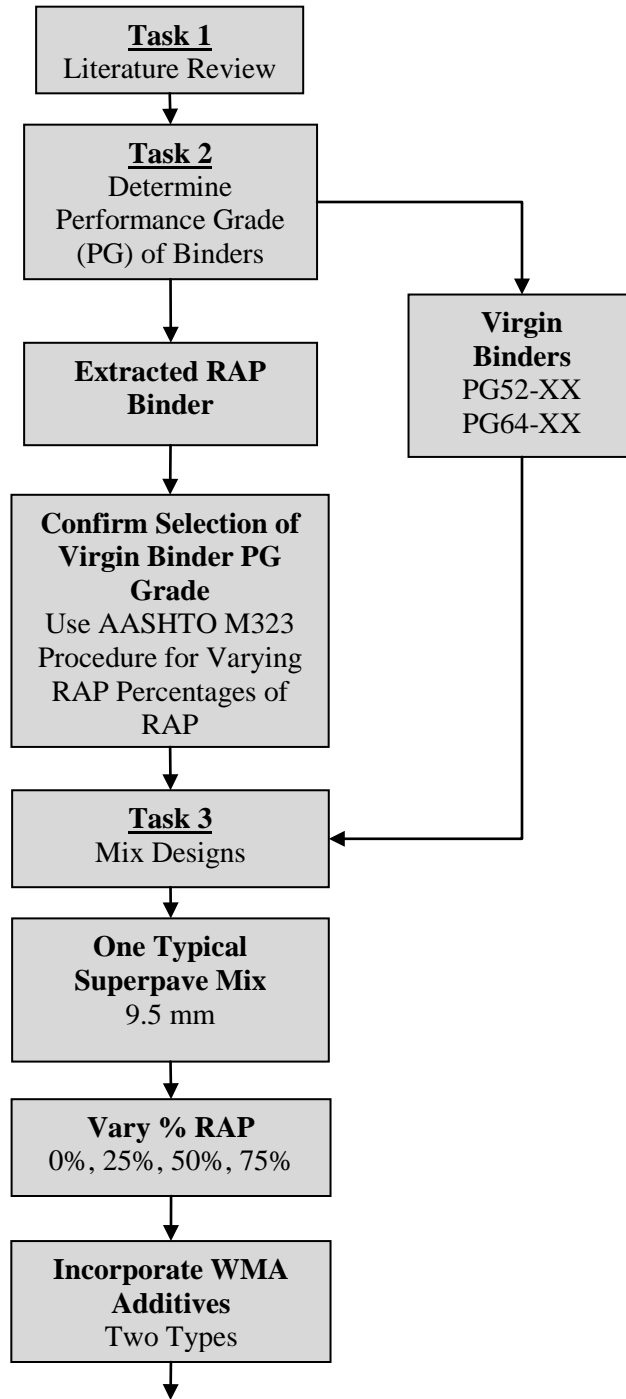 Task 1
Literature Review
Task 2
Determine
Performance Grade
(PG) of Binders
Virgin
Binders
PG52-XX
PG64-XX
Extracted RAP
Binder
Confirm Selection of
Virgin Binder PG
Grade
Use AASHTO M323
Procedure for Varying
RAP Percentages of
RAP
Task 3
Mix Designs
One Typical
Superpave Mix
9.5 mm
Vary % RAP
0%, 25%, 50%, 75%
Incorporate WMA
Additives
Two Types